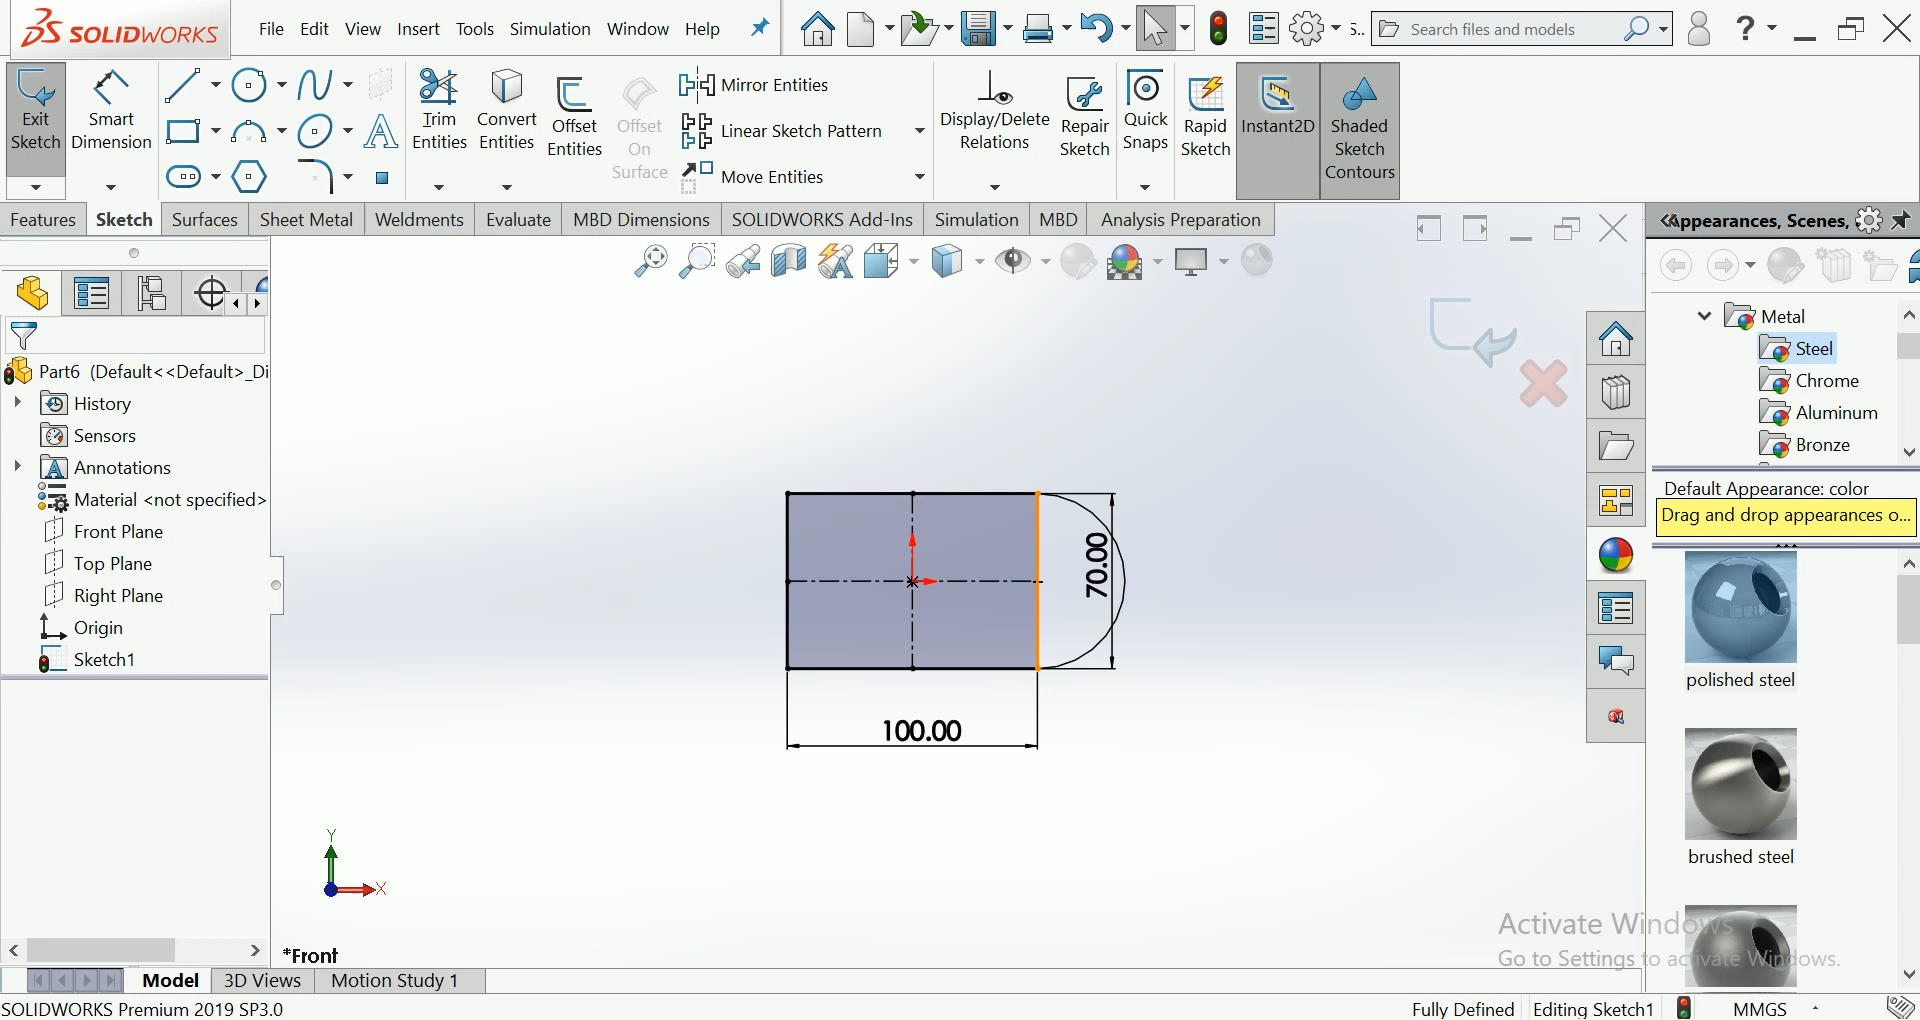 SOLIDWORKS
File Edit View Insert Tools Simulation Window Help
S..
Search files and models
Exit Sketch
Smart Dimension
Trim Entities
Convert Entities
Offset Entities
Offset On Surface
Mirror Entities
Linear Sketch Pattern
Move Entities
Display/Delete Relations
Repair Sketch
Quick Snaps
Rapid Sketch
Instant2D
Shaded Sketch Contours
Features Sketch Surfaces Sheet Metal Weldments Evaluate MBD Dimensions SOLIDWORKS Add-Ins Simulation MBD Analysis Preparation
Appearances, Scenes,
Part6 (Default<<Default>_Di
History
Sensors
Annotations
Material <not specified>
Front Plane
Top Plane
Right Plane
Origin
Sketch1
70.00
100.00
Y
X
*Front
Metal
Steel
Chrome
Aluminum
Bronze
Default Appearance: color
Drag and drop appearances o...
polished steel
brushed steel
Activate Windows
Go to Settings to activate Windows.
Model 3D Views Motion Study 1
SOLIDWORKS Premium 2019 SP3.0
Fully Defined Editing Sketch1 MMGS